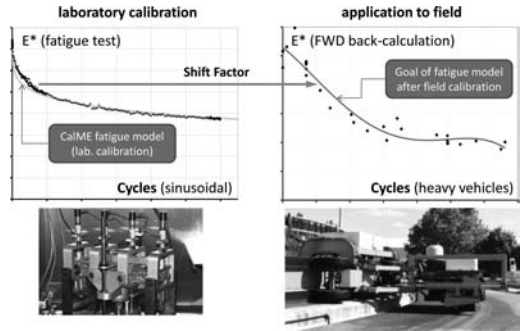 laboratory calibration
application to field
E* (fatigue test)
E* (FWD back-calculation)
Shift Factor
Goal of fatigue model
after field calibration
CalME fatigue model
(lab. calibration)
Cycles (sinusoidal)
Cycles (heavy vehicles)